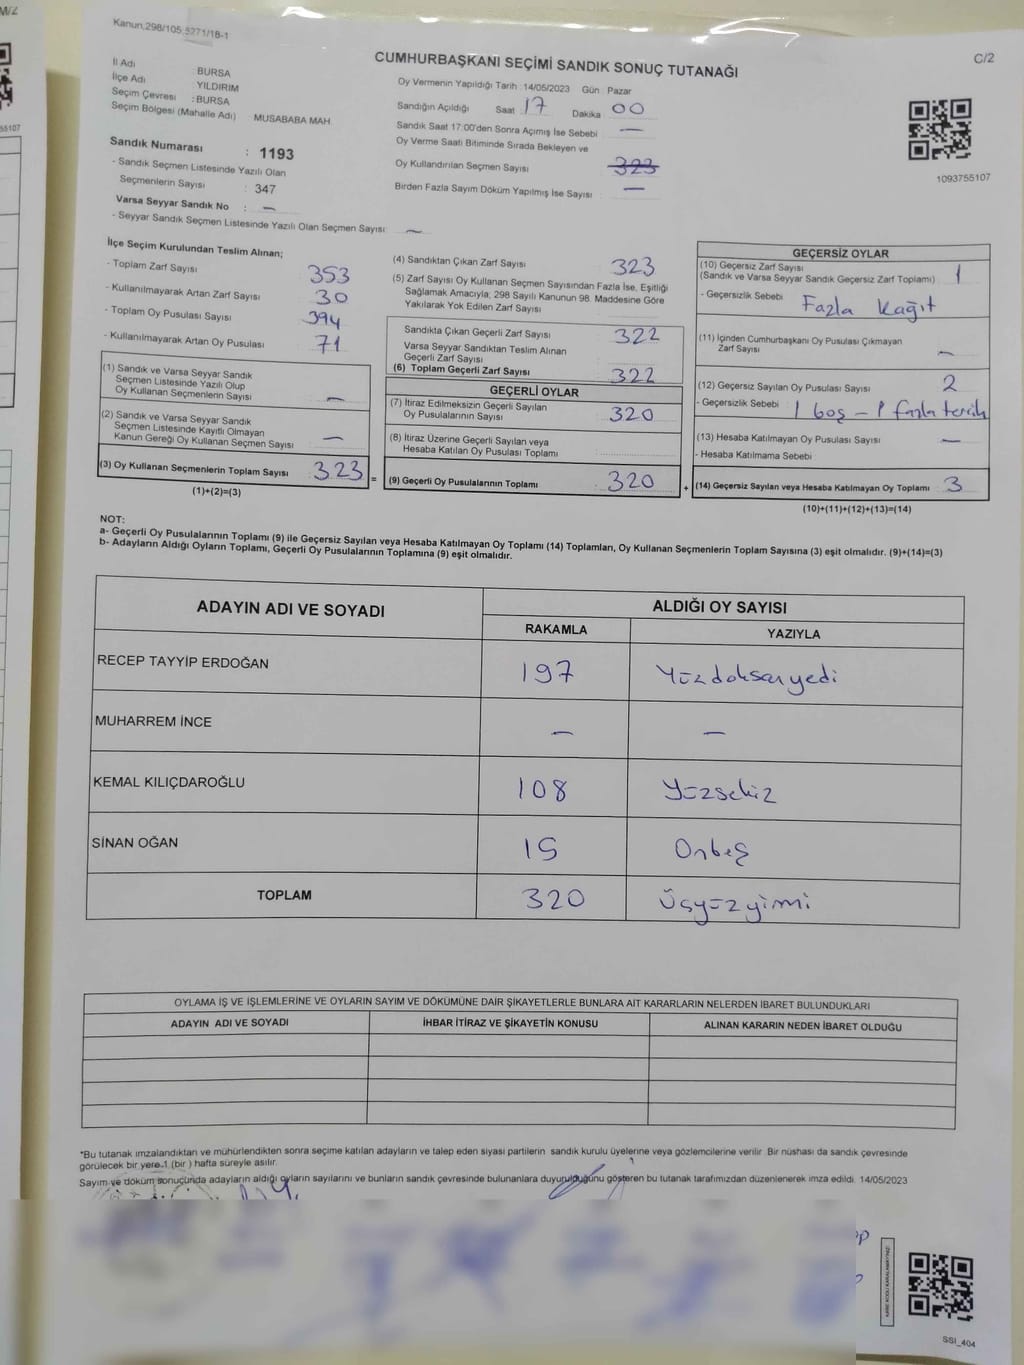 M/Z
55107
Kanun,298/105,5271/18-1
C/2
CUMHURBAŞKANI SEÇİMİ SANDIK SONUÇ TUTANAĞI
İl Adı : BURSA
İlçe Adı : YILDIRIM
Seçim Çevresi : BURSA
Seçim Bölgesi (Mahalle Adı) MUSABABA MAH.
Sandık Numarası : 1193
- Sandık Seçmen Listesinde Yazılı Olan
Seçmenlerin Sayısı : 347
Varsa Seyyar Sandık No : —
- Seyyar Sandık Seçmen Listesinde Yazılı Olan Seçmen Sayısı: —
Oy Vermenin Yapıldığı Tarih :14/05/2023 Gün : Pazar
Sandığın Açıldığı Saat 17 Dakika 00
Sandık Saat 17:00'den Sonra Açımış İse Sebebi : —
Oy Verme Saati Bitiminde Sırada Bekleyen ve
Oy Kullandırılan Seçmen Sayısı : 323
Birden Fazla Sayım Döküm Yapılmış İse Sayısı : —
1093755107
İlçe Seçim Kurulundan Teslim Alınan;
- Toplam Zarf Sayısı 353
- Kullanılmayarak Artan Zarf Sayısı : 30
- Toplam Oy Pusulası Sayısı : 394
- Kullanılmayarak Artan Oy Pusulası : 71
(1) Sandık ve Varsa Seyyar Sandık
Seçmen Listesinde Yazılı Olup
Oy Kullanan Seçmenlerin Sayısı : —
(2) Sandık ve Varsa Seyyar Sandık
Seçmen Listesinde Kayıtlı Olmayan
Kanun Gereği Oy Kullanan Seçmen Sayısı : —
(3) Oy Kullanan Seçmenlerin Toplam Sayısı : 323 =
(1)+(2)=(3)
(4) Sandıktan Çıkan Zarf Sayısı : 323
(5) Zarf Sayısı Oy Kullanan Seçmen Sayısından Fazla İse, Eşitliği
Sağlamak Amacıyla, 298 Sayılı Kanunun 98. Maddesine Göre
Yakılarak Yok Edilen Zarf Sayısı :
Sandıkta Çıkan Geçerli Zarf Sayısı : 322
Varsa Seyyar Sandıktan Teslim Alınan
Geçerli Zarf Sayısı :
(6) Toplam Geçerli Zarf Sayısı : 322
GEÇERLİ OYLAR
(7) İtiraz Edilmeksizin Geçerli Sayılan
Oy Pusulalarının Sayısı : 320
(8) İtiraz Üzerine Geçerli Sayılan veya
Hesaba Katılan Oy Pusulası Toplamı :
(9) Geçerli Oy Pusulalarının Toplamı : 320 +
GEÇERSİZ OYLAR
(10) Geçersiz Zarf Sayısı
(Sandık ve Varsa Seyyar Sandık Geçersiz Zarf Toplamı) : 1
- Geçersizlik Sebebi : Fazla Kağıt
(11) İçinden Cumhurbaşkanı Oy Pusulası Çıkmayan
Zarf Sayısı : —
(12) Geçersiz Sayılan Oy Pusulası Sayısı : 2
- Geçersizlik Sebebi : 1 boş – 1 fazla tercih
(13) Hesaba Katılmayan Oy Pusulası Sayısı : —
- Hesaba Katılmama Sebebi :
(14) Geçersiz Sayılan veya Hesaba Katılmayan Oy Toplamı : 3
(10)+(11)+(12)+(13)=(14)
NOT:
a- Geçerli Oy Pusulalarının Toplamı (9) ile Geçersiz Sayılan veya Hesaba Katılmayan Oy Toplamı (14) Toplamları, Oy Kullanan Seçmenlerin Toplam Sayısına (3) eşit olmalıdır. (9)+(14)=(3)
b- Adayların Aldığı Oyların Toplamı, Geçerli Oy Pusulalarının Toplamına (9) eşit olmalıdır.
ADAYIN ADI VE SOYADI ALDIĞI OY SAYISI
RAKAMLA YAZIYLA
RECEP TAYYİP ERDOĞAN 197 Yüzdoksanyedi
MUHARREM İNCE — —
KEMAL KILIÇDAROĞLU 108 Yüzsekiz
SİNAN OĞAN 15 Onbeş
TOPLAM 320 Üçyüzyirmi
OYLAMA İŞ VE İŞLEMLERİNE VE OYLARIN SAYIM VE DÖKÜMÜNE DAİR ŞİKAYETLERLE BUNLARA AİT KARARLARIN NELERDEN İBARET BULUNDUKLARI
ADAYIN ADI VE SOYADI İHBAR İTİRAZ VE ŞİKAYETİN KONUSU ALINAN KARARIN NEDEN İBARET OLDUĞU
*Bu tutanak imzalandıktan ve mühürlendikten sonra seçime katılan adayların ve talep eden siyasi partilerin sandık kurulu üyelerine veya gözlemcilerine verilir. Bir nüshası da sandık çevresinde
görülecek bir yere 1 (bir ) hafta süreyle asılır.
Sayım ve döküm sonucunda adayların aldığı oyların sayılarını ve bunların sandık çevresinde bulunanlara duyurulduğunu gösteren bu tutanak tarafımızdan düzenlenerek imza edildi. 14/05/2023
KARE KODU KARALAMAYINIZ!
SSI_404